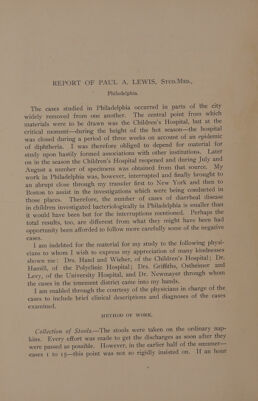 REPORT OF PAUL A. LEWIS, STUD.MED.,
Philadelphia.
The cases studied in Philadelphia occurred in parts of the city
widely removed from one another. The central point from which
materials were to be drawn was the Children's Hospital, but at the
critical moment—during the height of the hot season—the hospital
was closed during a period of three weeks on account of an epidemic
of diphtheria. I was therefore obliged to depend for material for
study upon hastily formed associations with other institutions. Later
on in the season the Children's Hospital reopened and during July and
August a number of specimens was obtained from that source. My
work in Philadelphia was, however, interrupted and finally brought to
an abrupt close through my transfer first to New York and then to
Boston to assist in the investigations which were being conducted in
those places. Therefore, the number of cases of diarrheal disease
in children investigated bacteriologically in Philadelphia is smaller than
it would have been but for the interruptions mentioned. Perhaps the
total results, too, are different from what they might have been had
opportunity been afforded to follow more carefully some of the negative
cases.
I am indebted for the material for my study to the following physi-
cians to whom I wish to express my appreciation of many kindnesses
shown me: Drs. Hand and Wisher, of the Children's Hospital; Dr.
Hamill, of the Polyclinic Hospital; Drs. Griffiths, Ostheimer and
Levy, of the University Hospital, and Dr. Newmayer through whom
the cases in the tenement district came into my hands.
I am enabled through the courtesy of the physicians in charge of the
cases to include brief clinical descriptions and diagnoses of the cases
examined.
METHOD OF WORK.
Collection of Stools.—The stools were taken on the ordinary nap-
kins. Every effort was made to get the discharges as soon after they
were passed as possible. However, in the earlier half of the summer—
cases 1 to 15—this point was not so rigidly insisted on. If an hour